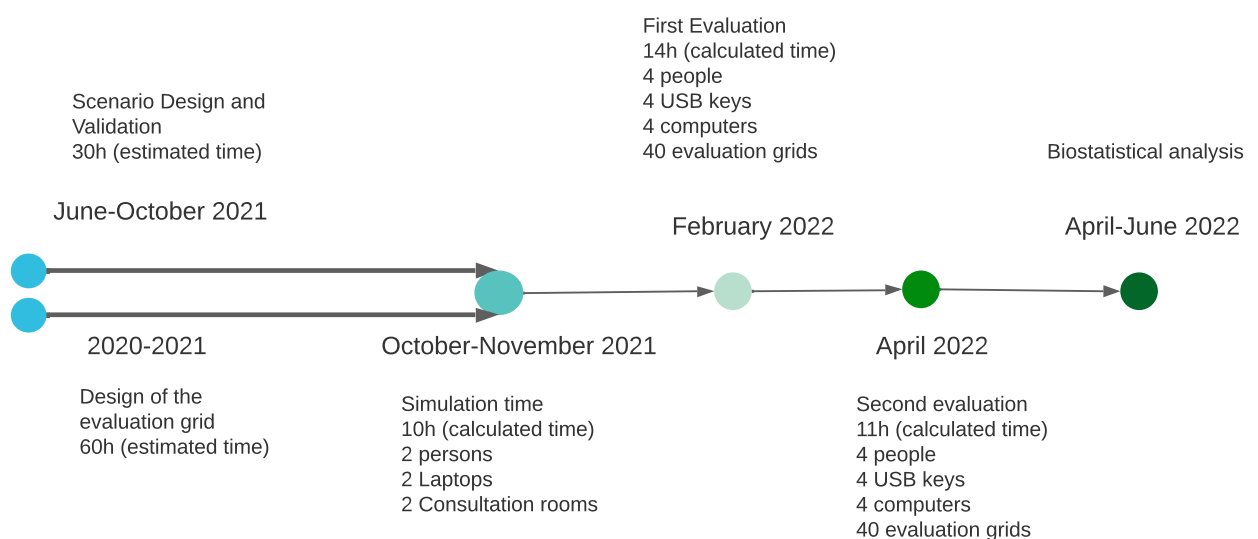 Scenario Design and
Validation
30h (estimated time)
June-October 2021
2020-2021
Design of the
evaluation grid
60h (estimated time)
October-November 2021
Simulation time
10h (calculated time)
2 persons
2 Laptops
2 Consultation rooms
First Evaluation
14h (calculated time)
4 people
4 USB keys
4 computers
40 evaluation grids
February 2022
April 2022
Second evaluation
11h (calculated time)
4 people
4 USB keys
4 computers
40 evaluation grids
Biostatistical analysis
April-June 2022